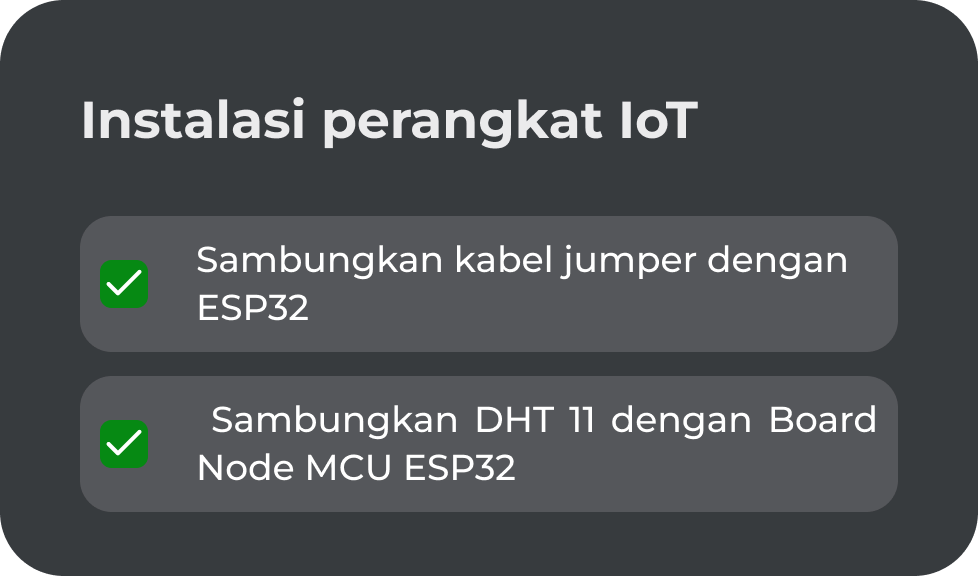 Instalasi perangkat IoT
Sambungkan kabel jumper dengan
ESP32
Sambungkan DHT 11 dengan Board
Node MCU ESP32